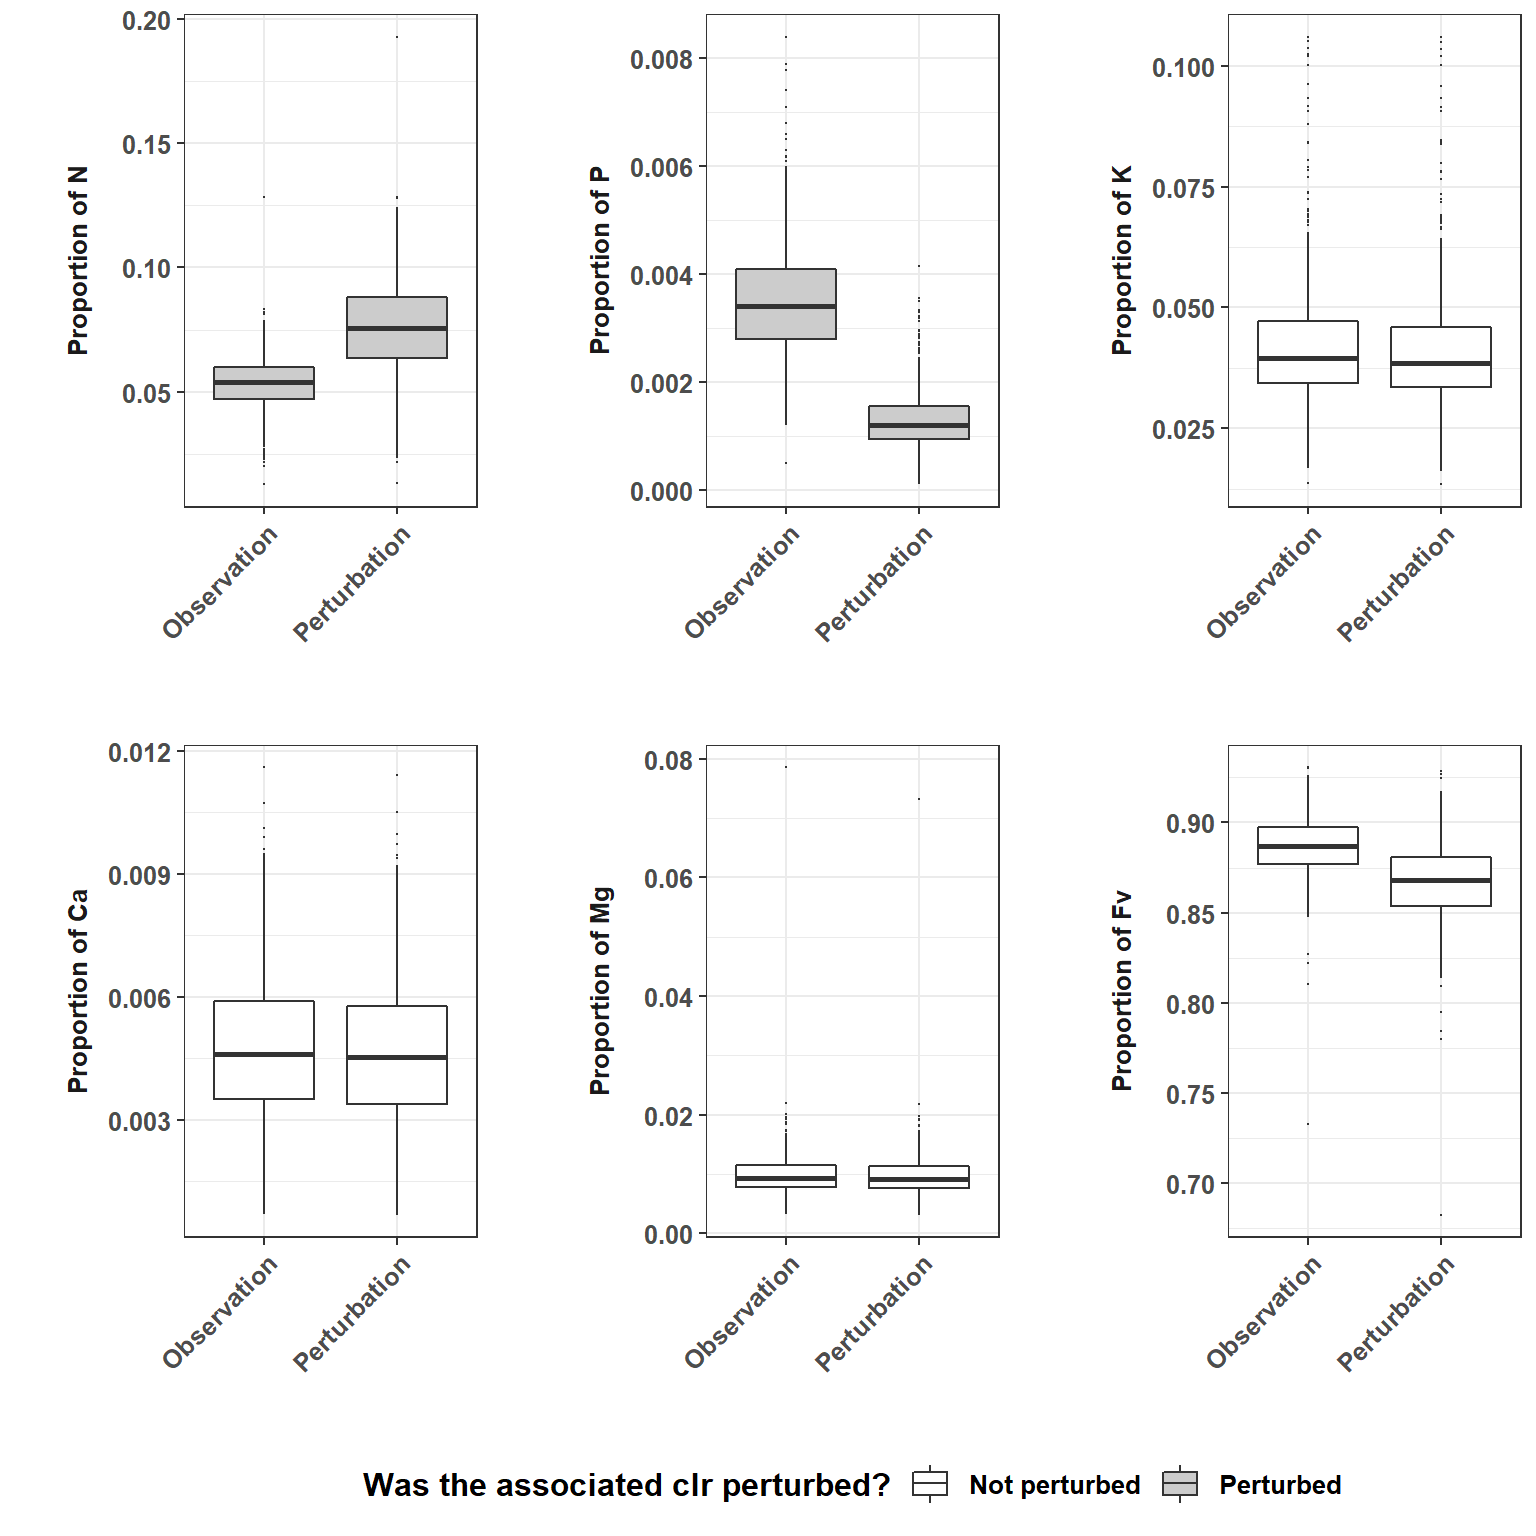 Proportion of N
0.20
0.15
0.10
0.05
Observation
Perturbation
Proportion of P
0.008
0.006
0.004
0.002
0.000
Observation
Perturbation
Proportion of K
0.100
0.075
0.050
0.025
Observation
Perturbation
Proportion of Ca
0.012
0.009
0.006
0.003
Observation
Perturbation
Proportion of Mg
0.08
0.06
0.04
0.02
0.00
Observation
Perturbation
Proportion of Fv
0.90
0.85
0.80
0.75
0.70
Observation
Perturbation
Was the associated clr perturbed? Not perturbed Perturbed